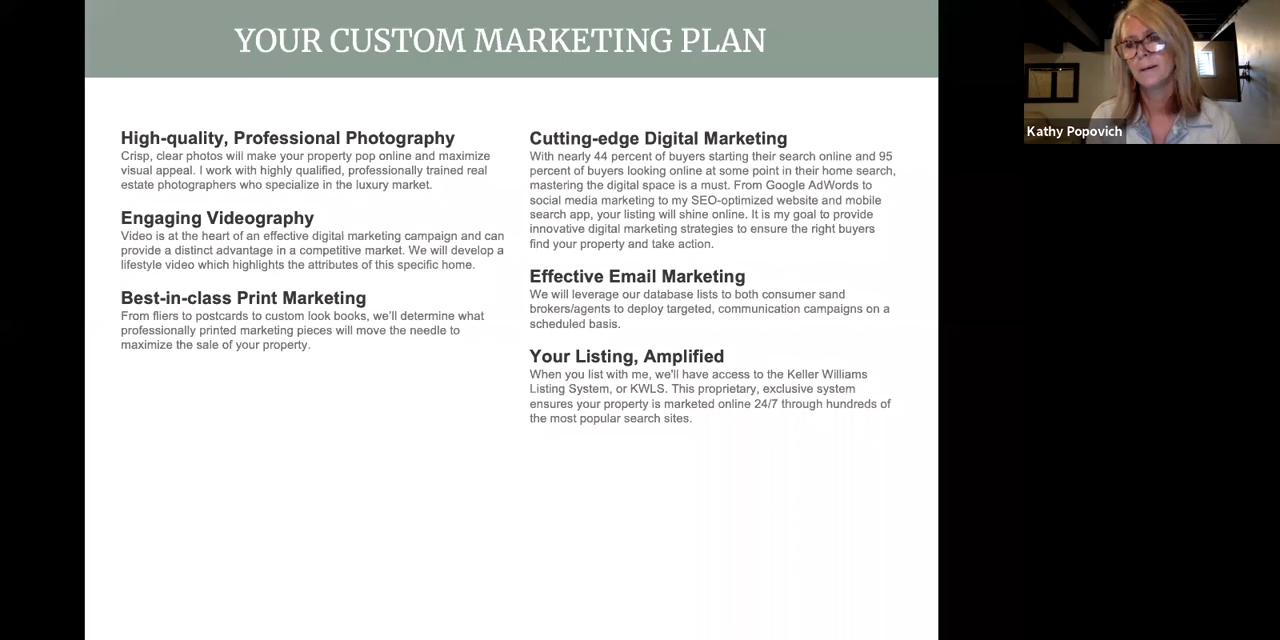 YOUR CUSTOM MARKETING PLAN
High-quality, Professional Photography
Crisp, clear photos will make your property pop online and maximize
visual appeal. I work with highly qualified, professionally trained real
estate photographers who specialize in the luxury market.
Engaging Videography
Video is at the heart of an effective digital marketing campaign and can
provide a distinct advantage in a competitive market. We will develop a
lifestyle video which highlights the attributes of this specific home.
Best-in-class Print Marketing
From fliers to postcards to custom look books, we'll determine what
professionally printed marketing pieces will move the needle to
maximize the sale of your property.
Cutting-edge Digital Marketing
With nearly 44 percent of buyers starting their search online and 95
percent of buyers looking online at some point in their home search,
mastering the digital space is a must. From Google AdWords to
social media marketing to my SEO-optimized website and mobile
search app, your listing will shine online. It is my goal to provide
innovative digital marketing strategies to ensure the right buyers
find your property and take action.
Effective Email Marketing
We will leverage our database lists to both consumer sand
brokers/agents to deploy targeted, communication campaigns on a
scheduled basis.
Your Listing, Amplified
When you list with me, we'll have access to the Keller Williams
Listing System, or KWLS. This proprietary, exclusive system
ensures your property is marketed online 24/7 through hundreds of
the most popular search sites.
Kathy Popovich